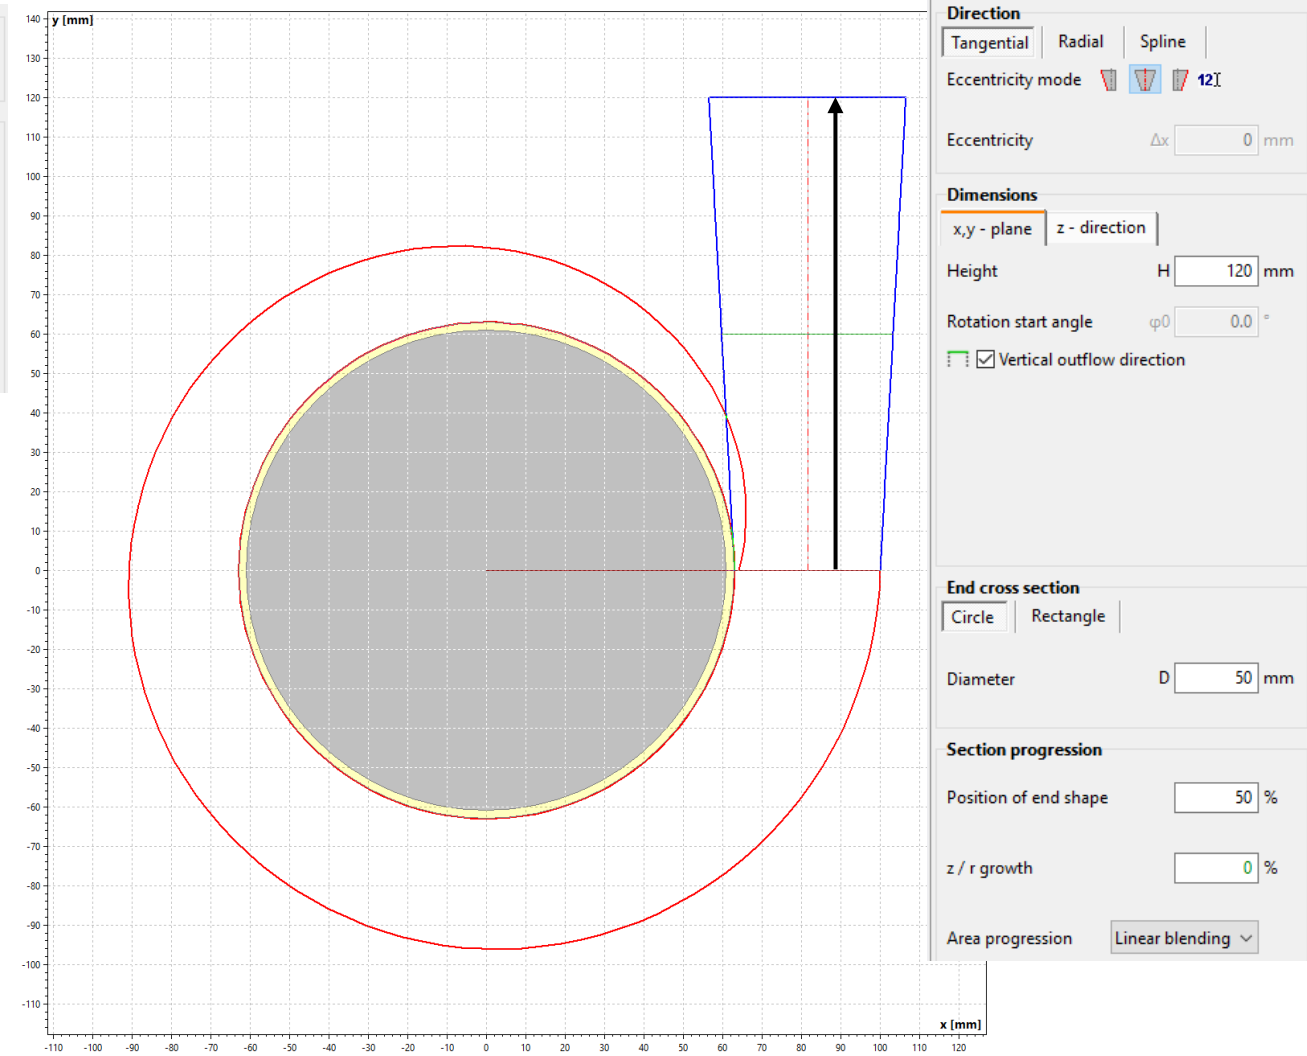 y [mm]
140
130
120
110
100
90
80
70
60
50
40
30
20
10
0
-10
-20
-30
-40
-50
-60
-70
-80
-90
-100
-110
x [mm]
-110 -100 -90 -80 -70 -60 -50 -40 -30 -20 -10 0 10 20 30 40 50 60 70 80 90 100 110 120
Direction
Tangential Radial Spline
Eccentricity mode 12
Eccentricity Δx 0 mm
Dimensions
x,y - plane z - direction
Height H 120 mm
Rotation start angle φ0 0.0 °
Vertical outflow direction
End cross section
Circle Rectangle
Diameter D 50 mm
Section progression
Position of end shape 50 %
z / r growth 0 %
Area progression Linear blending